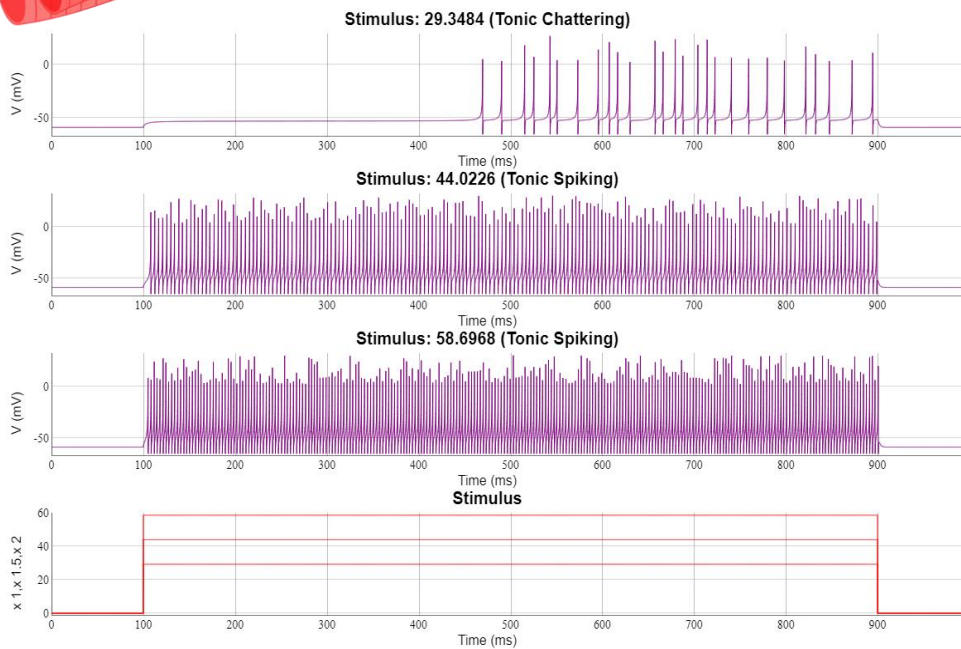 Stimulus: 29.3484 (Tonic Chattering)
V (mV)
0
-50
0 100 200 300 400 500 600 700 800 900
Time (ms)
Stimulus: 44.0226 (Tonic Spiking)
V (mV)
0
-50
0 100 200 300 400 500 600 700 800 900
Time (ms)
Stimulus: 58.6968 (Tonic Spiking)
V (mV)
0
-50
0 100 200 300 400 500 600 700 800 900
Time (ms)
Stimulus
x 1,x 1.5,x 2
60
40
20
0
0 100 200 300 400 500 600 700 800 900
Time (ms)